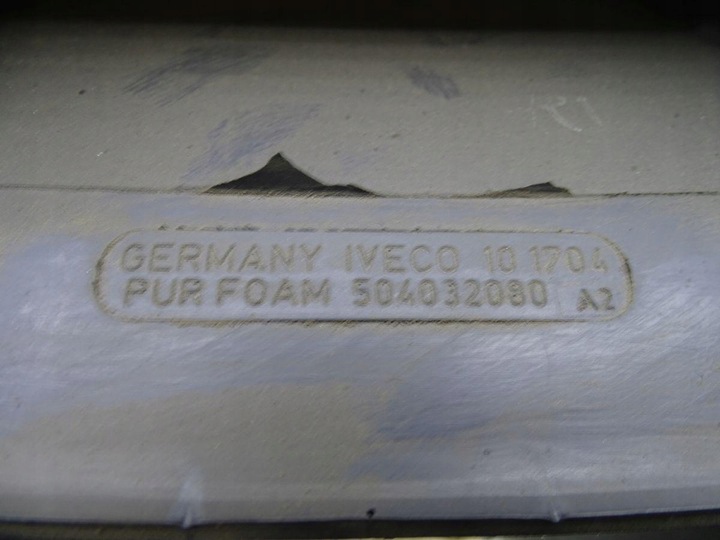 GERMANY IVECO 10 1704
PUR FOAM 504032080 A2